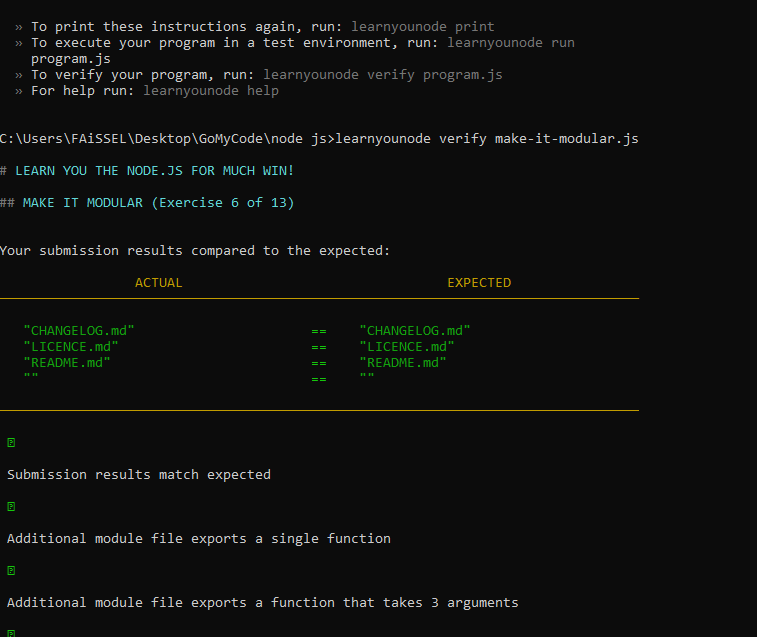 » To print these instructions again, run: learnyounode print
» To execute your program in a test environment, run: learnyounode run
program.js
» To verify your program, run: learnyounode verify program.js
» For help run: learnyounode help
C:\Users\FAiSSEL\Desktop\GoMyCode\node js>learnyounode verify make-it-modular.js
# LEARN YOU THE NODE.JS FOR MUCH WIN!
## MAKE IT MODULAR (Exercise 6 of 13)
Your submission results compared to the expected:
ACTUAL EXPECTED
"CHANGELOG.md" == "CHANGELOG.md"
"LICENCE.md" == "LICENCE.md"
"README.md" == "README.md"
"" == ""
Submission results match expected
Additional module file exports a single function
Additional module file exports a function that takes 3 arguments